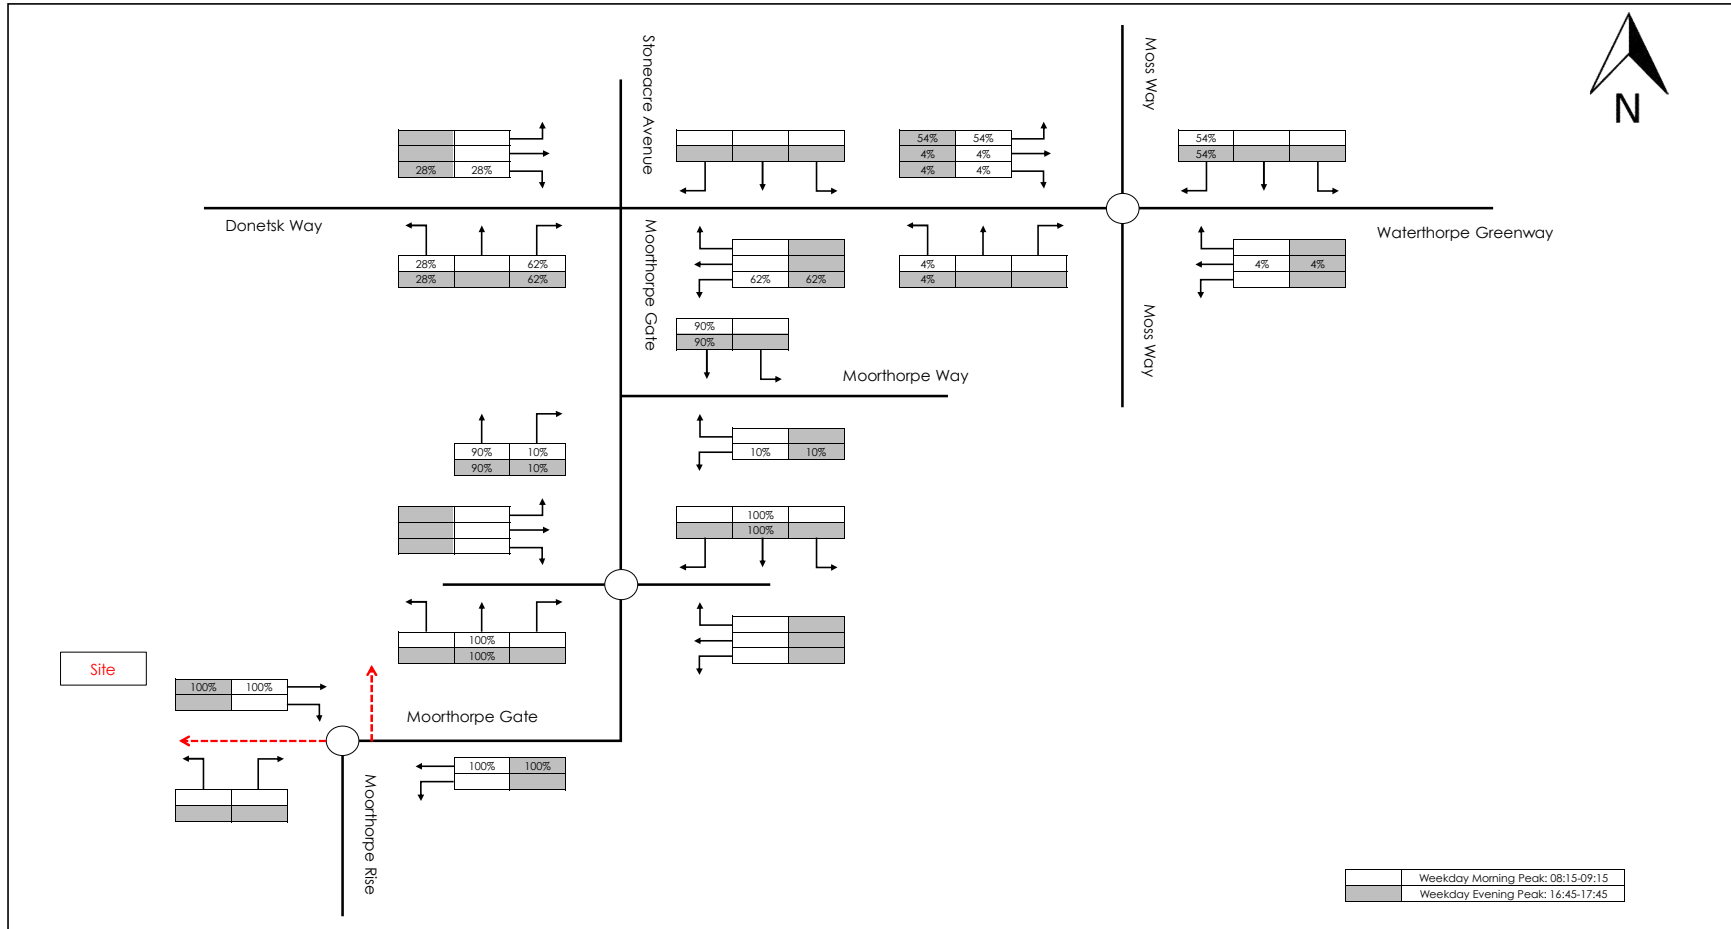 Stoneacre Avenue
Moss Way
N
54% 54%
4% 4%
28% 28%
4% 4%
54%
54%
Donetsk Way
Waterthorpe Greenway
28% 62%
28% 62%
Moorthorpe Gate
62% 62%
4%
4%
4% 4%
90%
90%
Moss Way
Moorthorpe Way
90% 10%
90% 10%
10% 10%
100%
100%
100%
100%
Site
100% 100%
Moorthorpe Gate
100% 100%
Moorthorpe Rise
Weekday Morning Peak: 08:15-09:15
Weekday Evening Peak: 16:45-17:45